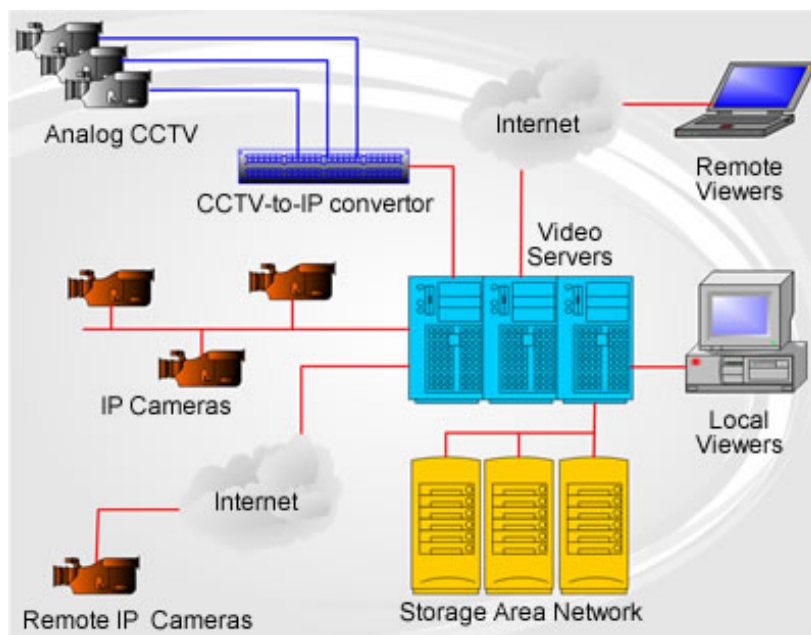 Analog CCTV
Internet
Remote
Viewers
CCTV-to-IP convertor
Video
Servers
IP Cameras
Local
Viewers
Internet
Storage Area Network
Remote IP Cameras